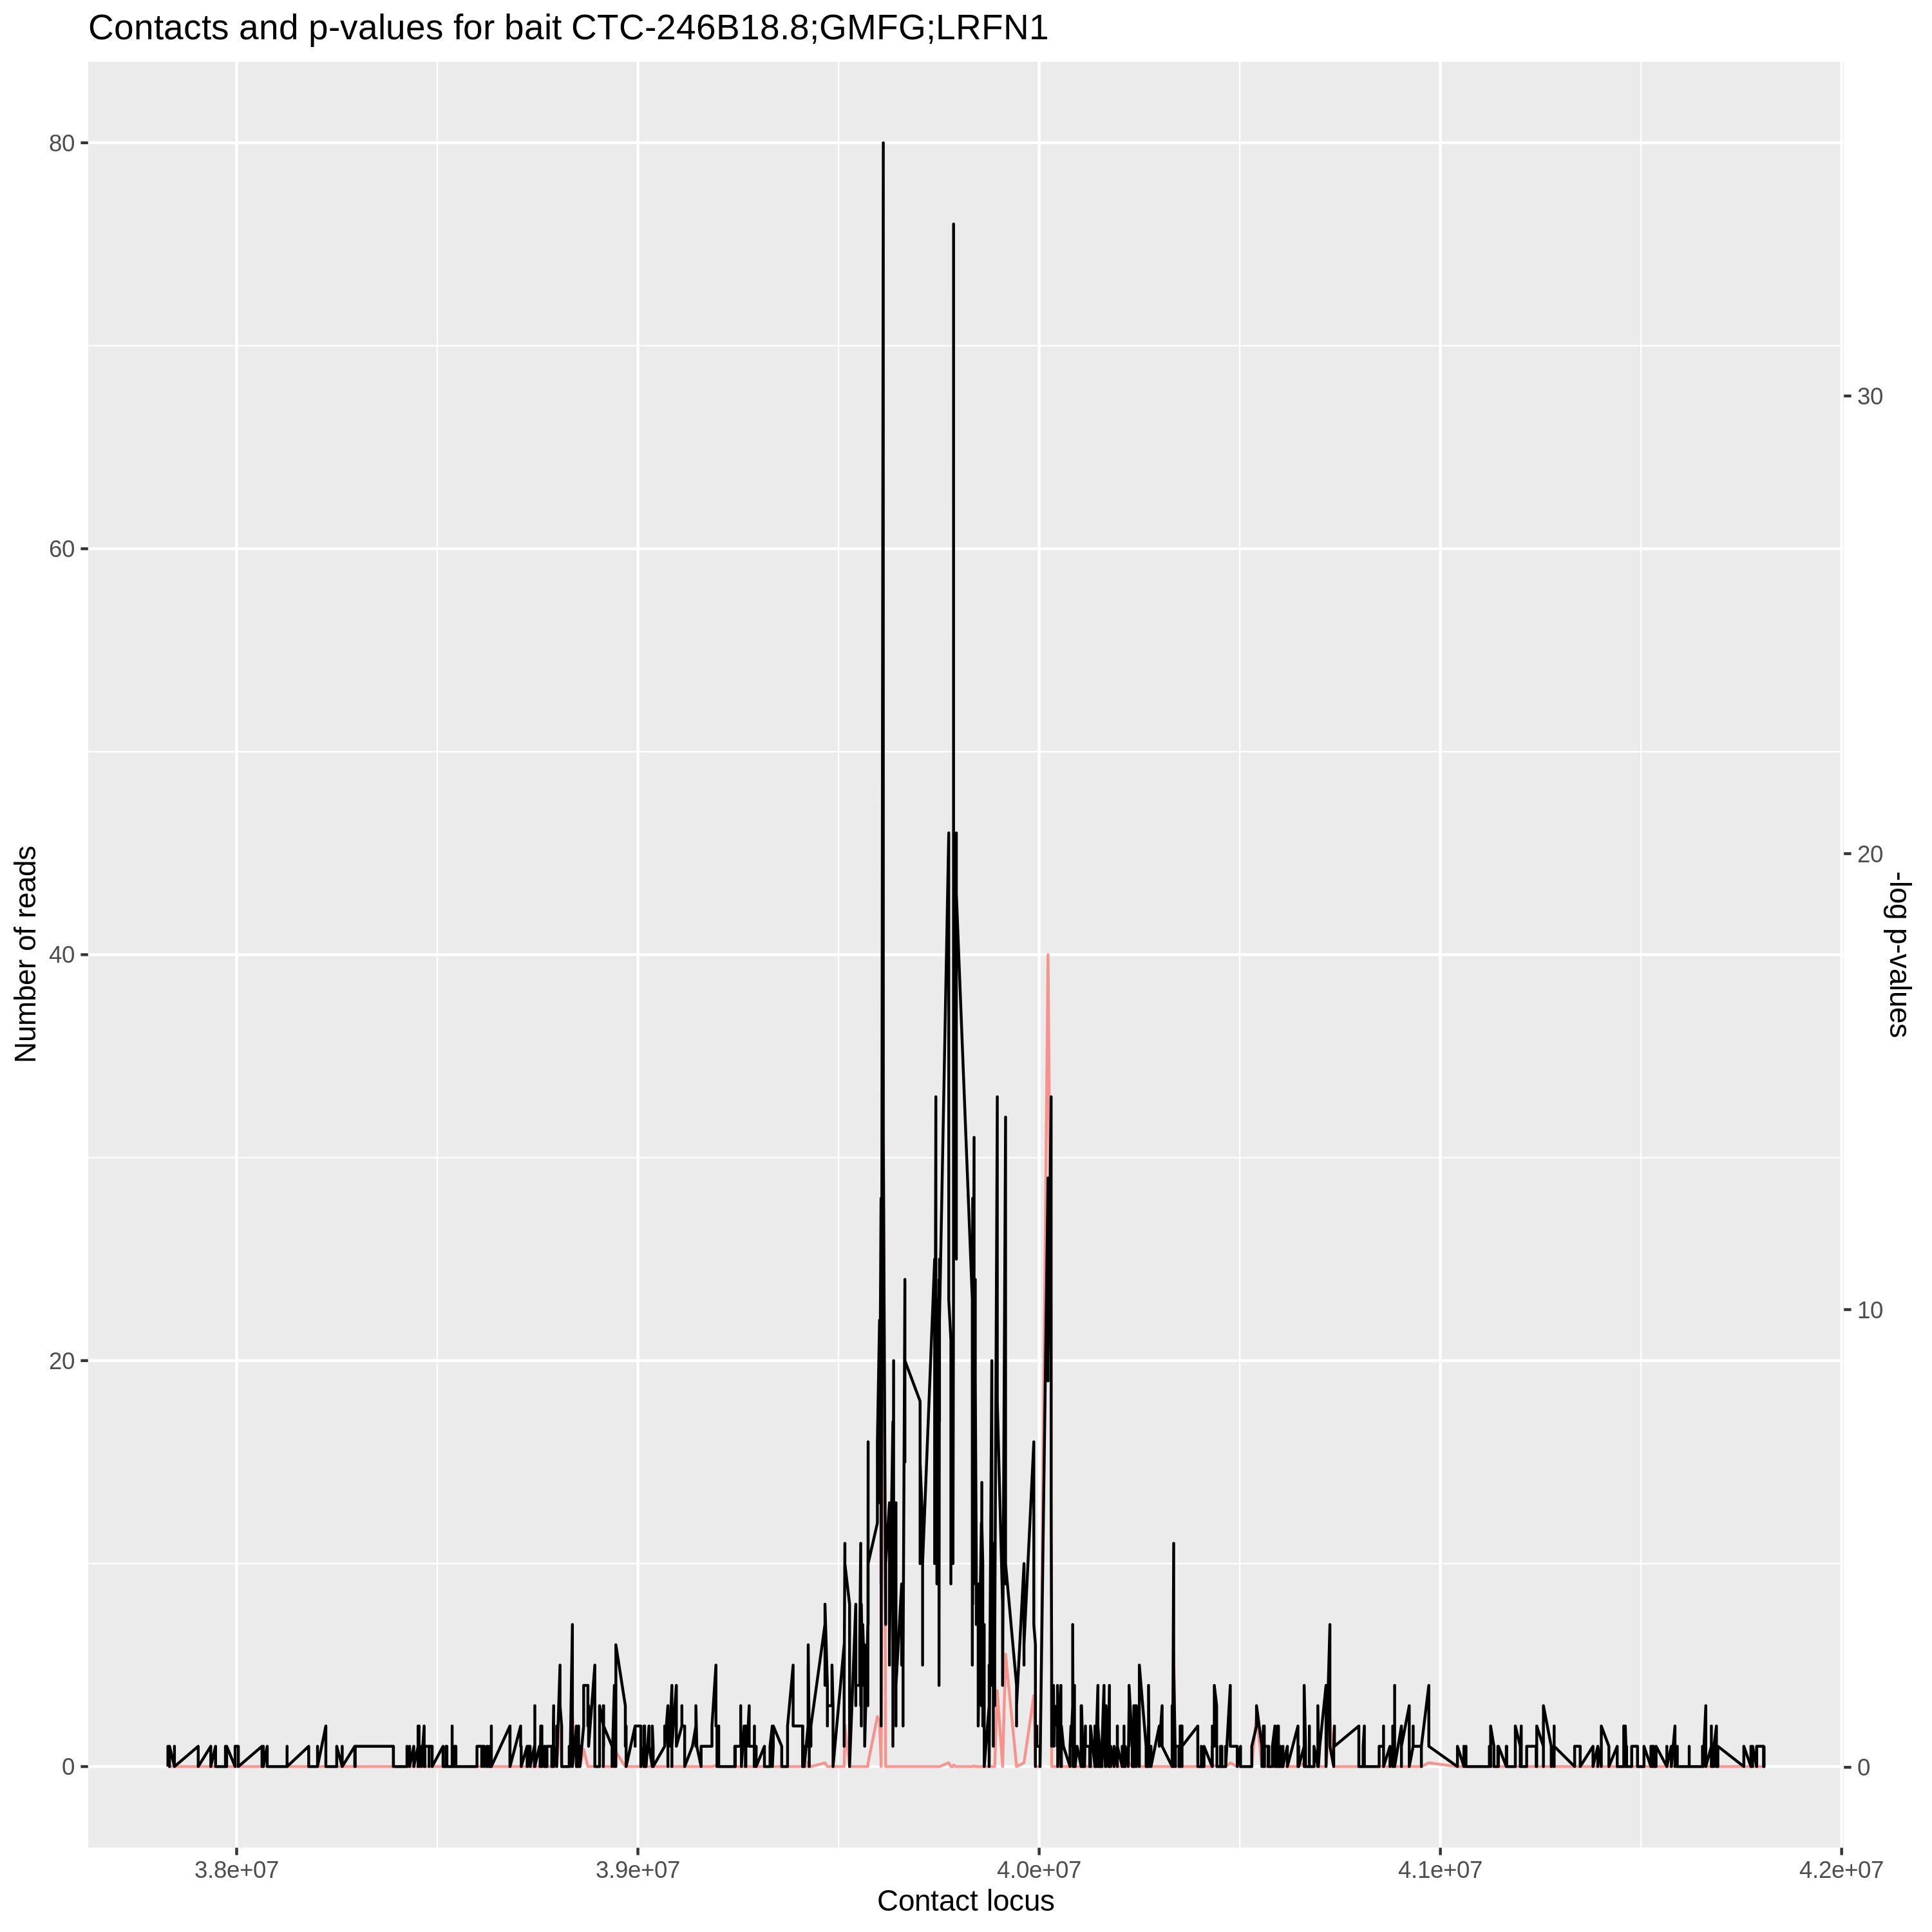 Contacts and p-values for bait CTC-246B18.8;GMFG;LRFN1
80
60
40
20
0
Number of reads
30
20
10
0
-log p-values
3.8e+07
3.9e+07
4.0e+07
4.1e+07
4.2e+07
Contact locus